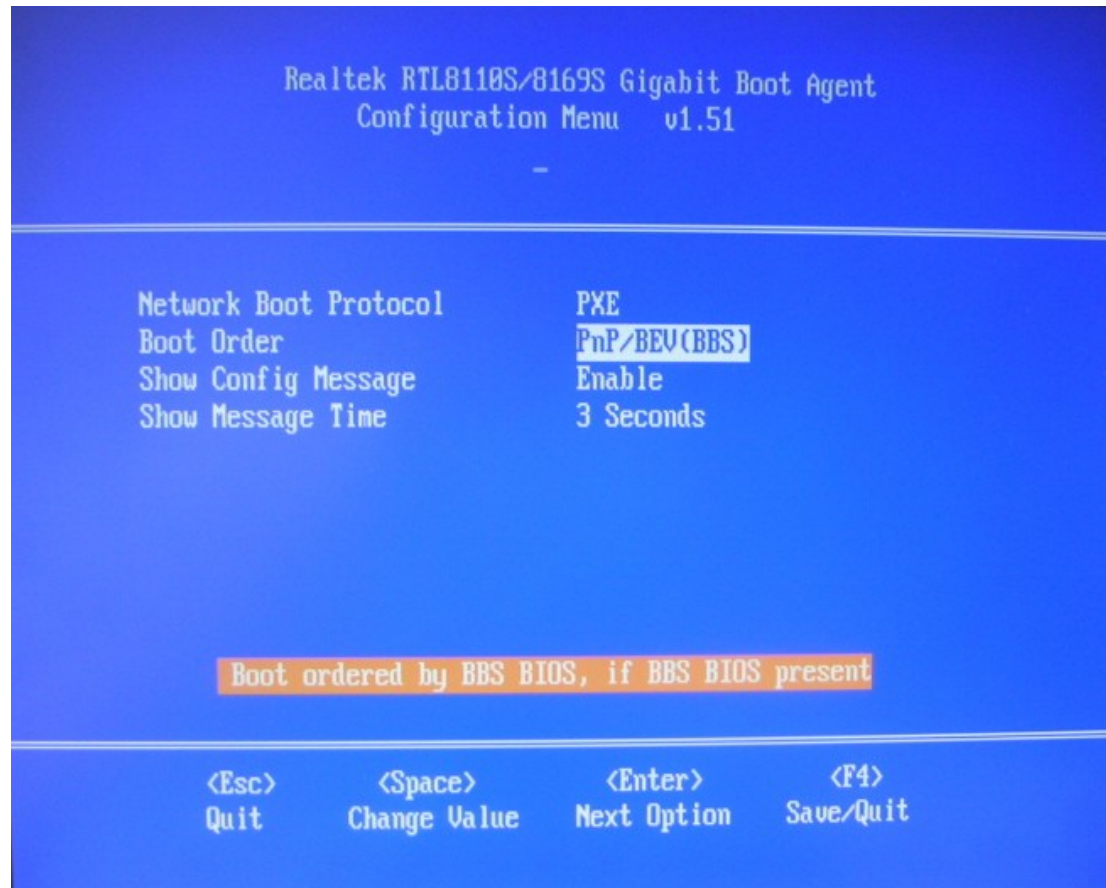 Realtek RTL8110S/8169S Gigabit Boot Agent
Configuration Menu v1.51
Network Boot Protocol PXE
Boot Order PnP/BEV(BBS)
Show Config Message Enable
Show Message Time 3 Seconds
Boot ordered by BBS BIOS, if BBS BIOS present
<Esc> <Space> <Enter> <F4>
Quit Change Value Next Option Save/Quit